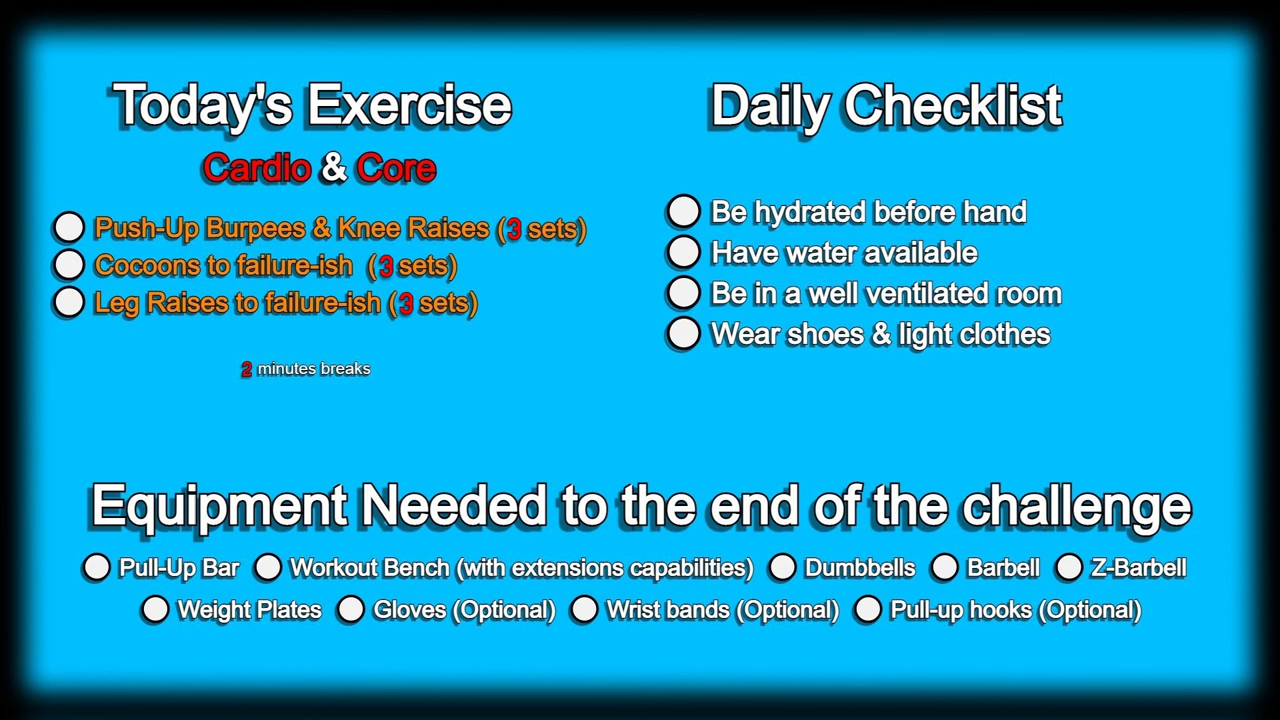 Today's Exercise
Cardio & Core
Push-Up Burpees & Knee Raises (3 sets)
Cocoons to failure-ish (3 sets)
Leg Raises to failure-ish (3 sets)
2 minutes breaks
Daily Checklist
Be hydrated before hand
Have water available
Be in a well ventilated room
Wear shoes & light clothes
Equipment Needed to the end of the challenge
Pull-Up Bar Workout Bench (with extensions capabilities) Dumbbells Barbell Z-Barbell
Weight Plates Gloves (Optional) Wrist bands (Optional) Pull-up hooks (Optional)